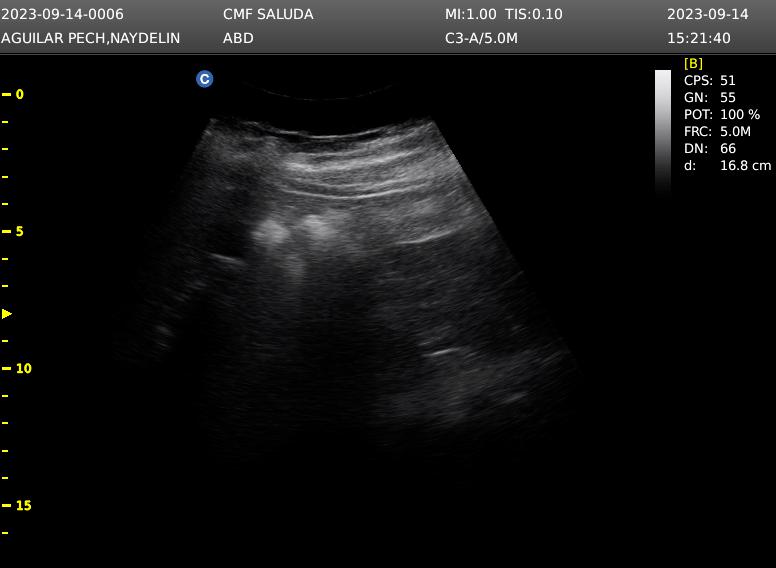 2023-09-14-0006 CMF SALUDA MI:1.00 TIS:0.10 2023-09-14
AGUILAR PECH,NAYDELIN ABD C3-A/5.0M 15:21:40
C
[B]
CPS: 51
GN: 55
POT: 100 %
FRC: 5.0M
DN: 66
d: 16.8 cm
0
5
10
15